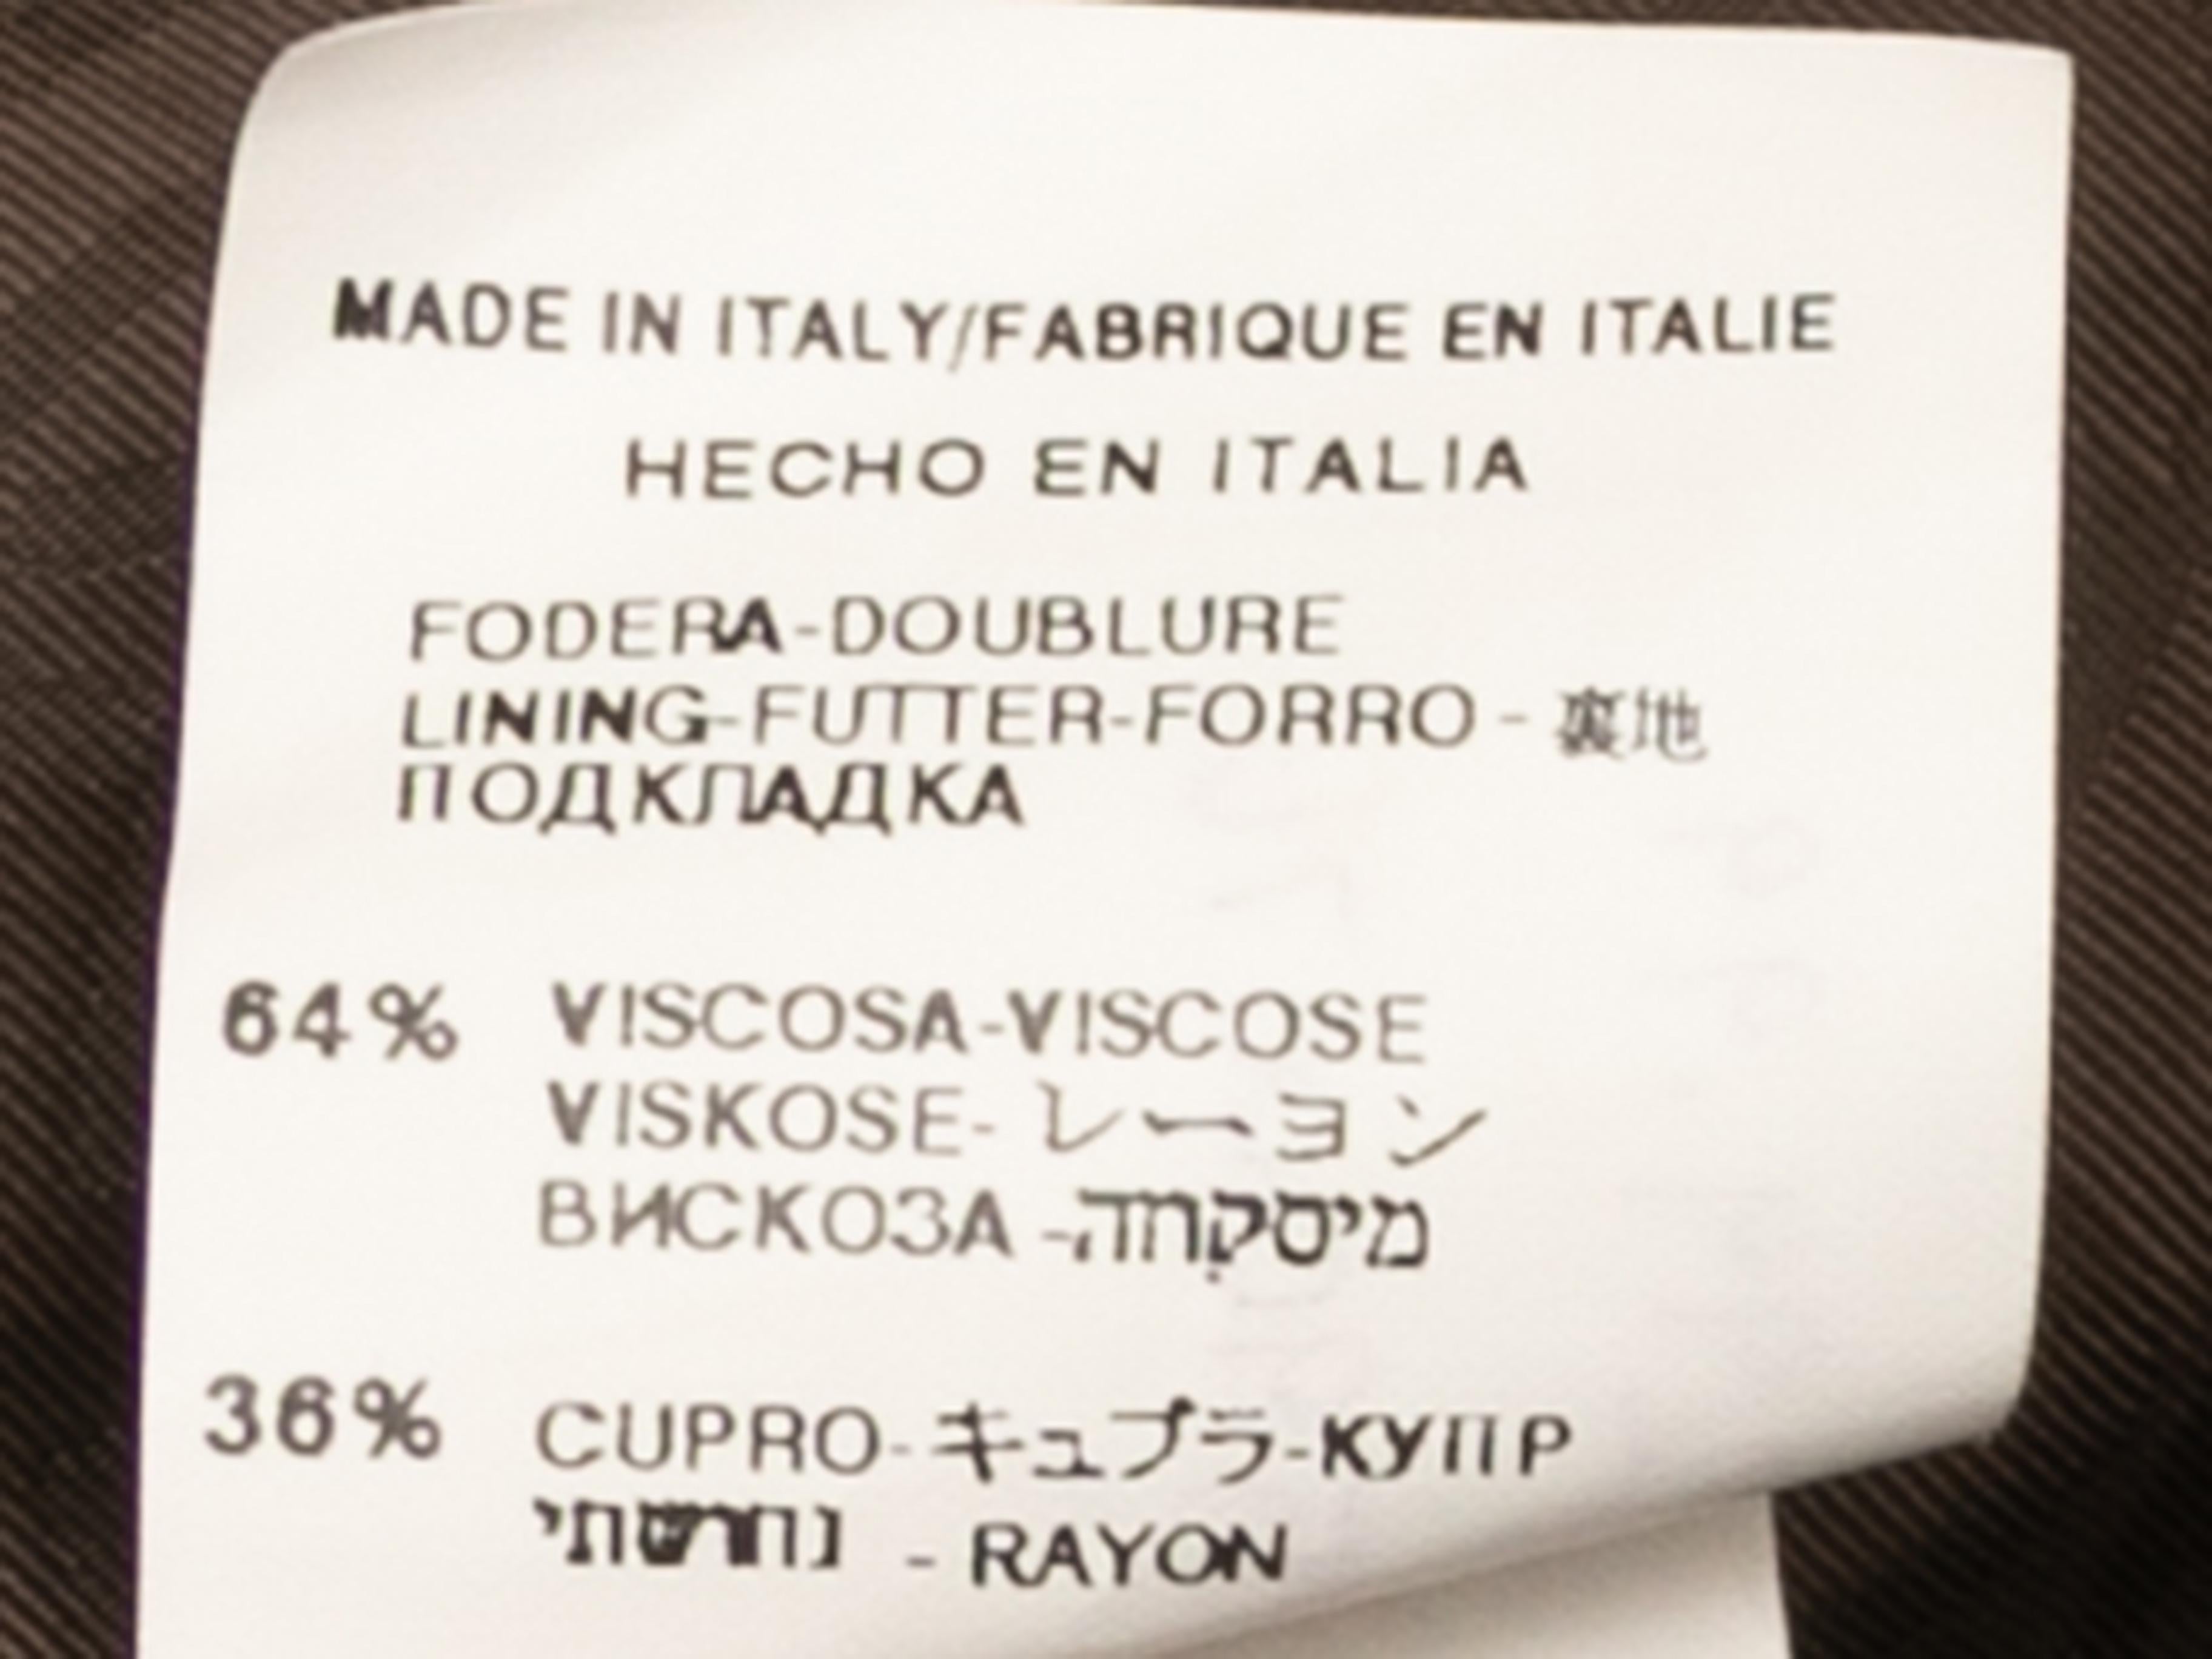 MADE IN ITALY/FABRIQUE EN ITALIE
HECHO EN ITALIA
FODERA-DOUBLURE
LINING-FUTTER-FORRO - 裏地
ПОДКЛАДКА
64% VISCOSA-VISCOSE
VISKOSE- レーヨン
ВИСКОЗА -
36% CUPRO-キュプラ-КУПР
נחרשתי - RAYON